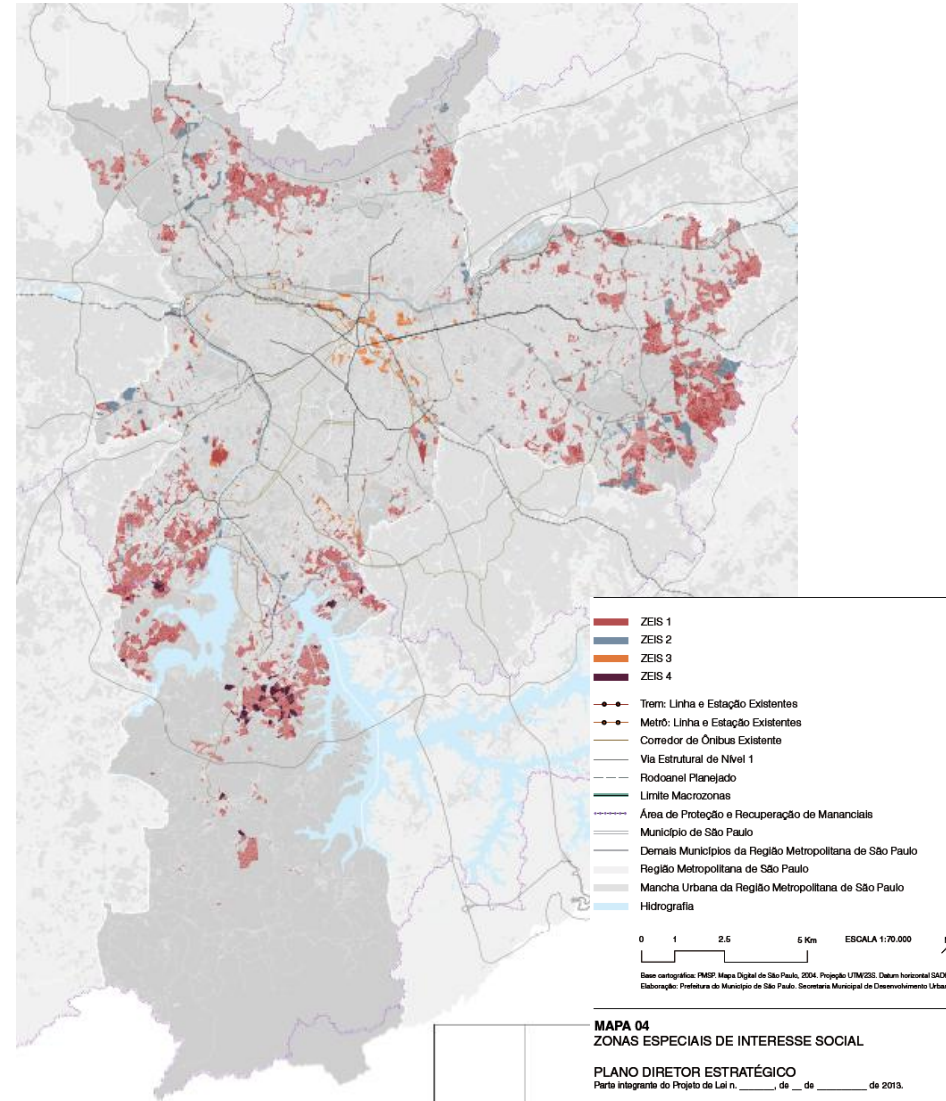 ZEIS 1
ZEIS 2
ZEIS 3
ZEIS 4
Trem: Linha e Estação Existentes
Metrô: Linha e Estação Existentes
Corredor de Ônibus Existente
Via Estrutural de Nível 1
Rodoanel Planejado
Limite Macrozonas
Área de Proteção e Recuperação de Mananciais
Município de São Paulo
Demais Municípios da Região Metropolitana de São Paulo
Região Metropolitana de São Paulo
Mancha Urbana da Região Metropolitana de São Paulo
Hidrografia
0 1 2.5 5 Km ESCALA 1:70.000
Base cartográfica: PMSP. Mapa Digital de São Paulo, 2004. Projeção UTM/23S. Datum horizontal
Elaboração: Prefeitura do Município de São Paulo. Secretaria Municipal de Desenvolvimento
MAPA 04
ZONAS ESPECIAIS DE INTERESSE SOCIAL
PLANO DIRETOR ESTRATÉGICO
Parte integrante do Projeto de Lei n. _______, de __ de __________ de 2013.